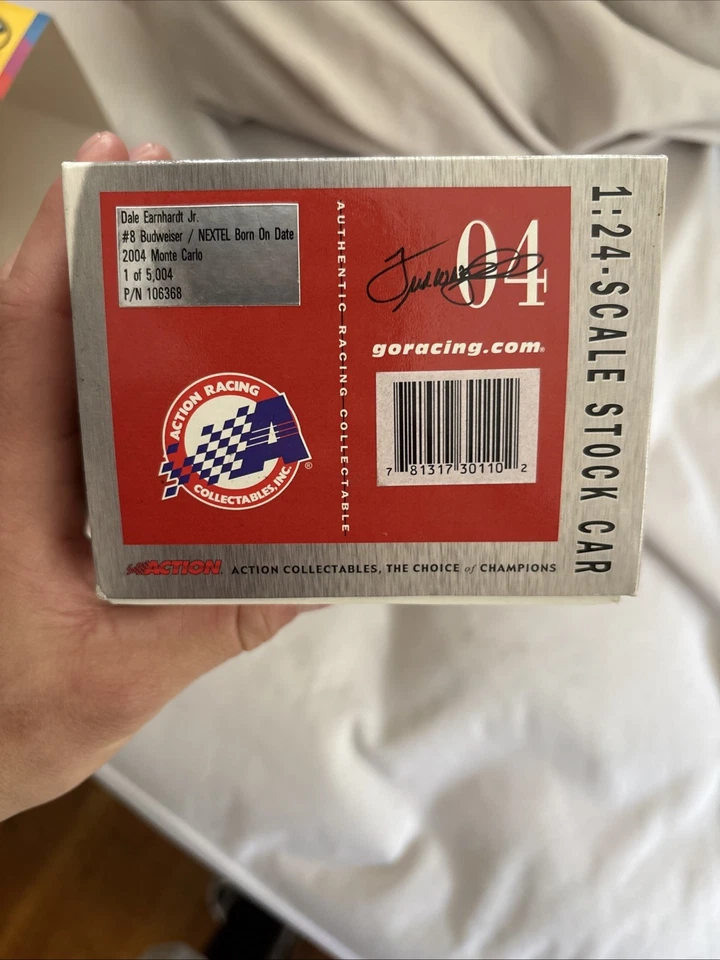 Dale Earnhardt Jr.
#8 Budweiser / NEXTEL Born On Date
2004 Monte Carlo
1 of 5,004
P/N 106368
ACTION RACING
COLLECTABLES, INC.
A
®
AUTHENTIC RACING COLLECTABLE
04
goracing.com®
7 81317 30110 2
1:24-SCALE STOCK CAR
ACTION
ACTION COLLECTABLES, THE CHOICE of CHAMPIONS